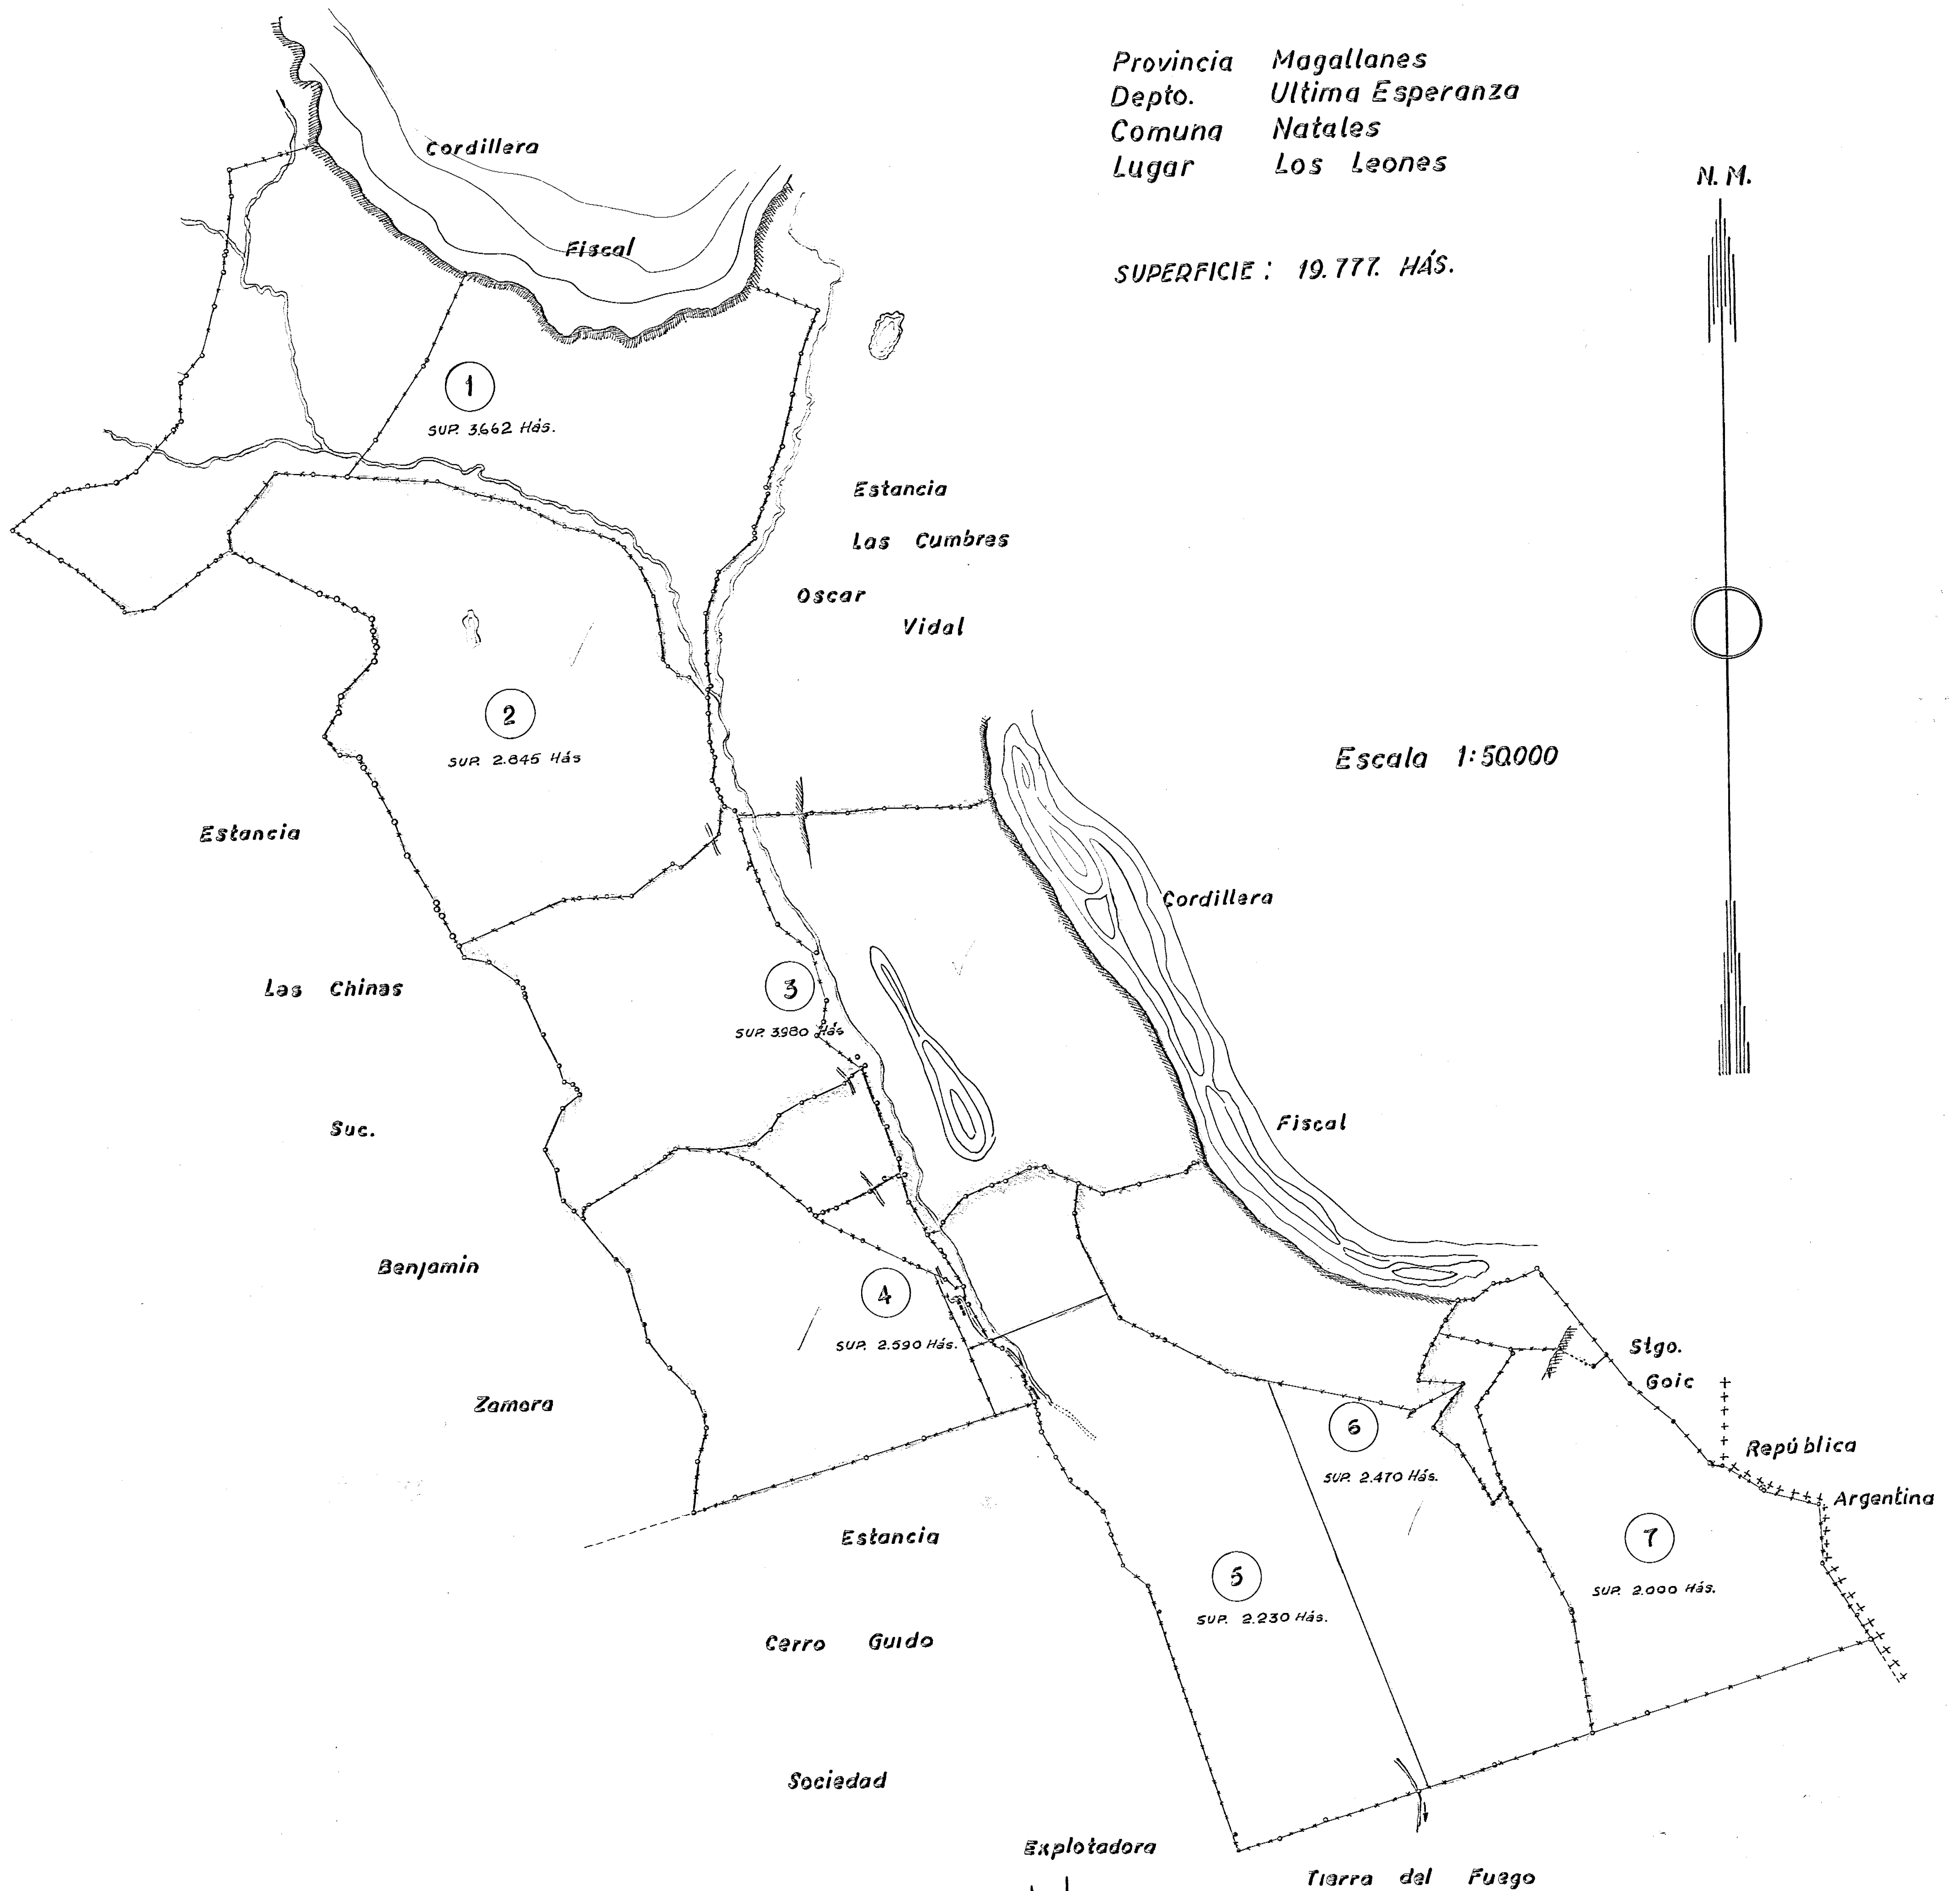 Provincia Magallanes
Depto. Ultima Esperanza
Comuna Natales
Lugar Los Leones
N. M.
SUPERFICIE : 19.777. HÁS.
Cordillera
Fiscal
1
SUP. 3.662 Hás.
Estancia
Las Cumbres
Oscar
Vidal
2
SUP. 2.845 Hás
Escala 1:50.000
Estancia
Cordillera
Las Chinas
3
SUP. 3.980 Hás
Fiscal
Suc.
Benjamin
4
SUP. 2.590 Hás.
Zamora
Stgo.
Goic
6
SUP. 2.470 Hás.
República
Argentina
Estancia
7
SUP. 2.000 Hás.
5
SUP. 2.230 Hás.
Cerro Guido
Sociedad
Explotadora
Tierra del Fuego